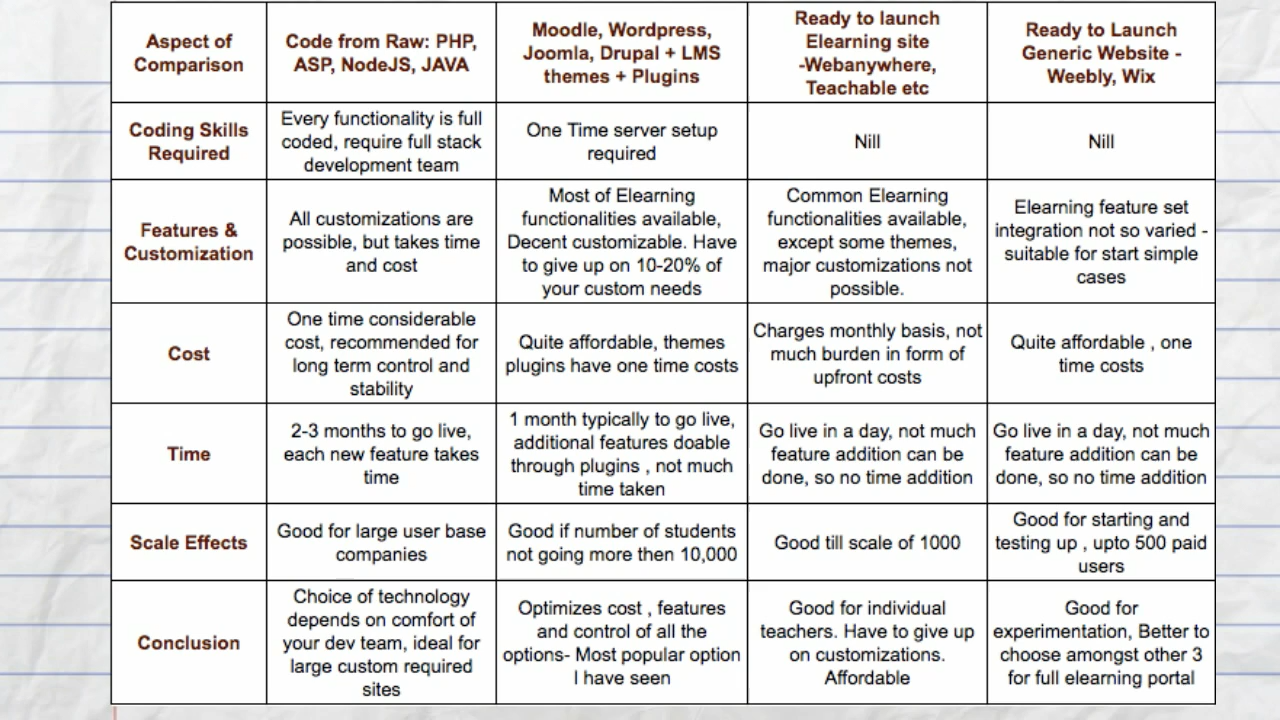 Aspect of
Comparison
Code from Raw: PHP,
ASP, NodeJS, JAVA
Moodle, Wordpress,
Joomla, Drupal + LMS
themes + Plugins
Ready to launch
Elearning site
-Webanywhere,
Teachable etc
Ready to Launch
Generic Website -
Weebly, Wix
Coding Skills
Required
Every functionality is full
coded, require full stack
development team
One Time server setup
required
Nill
Nill
Features &
Customization
All customizations are
possible, but takes time
and cost
Most of Elearning
functionalities available,
Decent customizable. Have
to give up on 10-20% of
your custom needs
Common Elearning
functionalities available,
except some themes,
major customizations not
possible.
Elearning feature set
integration not so varied -
suitable for start simple
cases
Cost
One time considerable
cost, recommended for
long term control and
stability
Quite affordable, themes
plugins have one time costs
Charges monthly basis, not
much burden in form of
upfront costs
Quite affordable , one
time costs
Time
2-3 months to go live,
each new feature takes
time
1 month typically to go live,
additional features doable
through plugins , not much
time taken
Go live in a day, not much
feature addition can be
done, so no time addition
Go live in a day, not much
feature addition can be
done, so no time addition
Scale Effects
Good for large user base
companies
Good if number of students
not going more then 10,000
Good till scale of 1000
Good for starting and
testing up , upto 500 paid
users
Conclusion
Choice of technology
depends on comfort of
your dev team, ideal for
large custom required
sites
Optimizes cost , features
and control of all the
options- Most popular option
I have seen
Good for individual
teachers. Have to give up
on customizations.
Affordable
Good for
experimentation, Better to
choose amongst other 3
for full elearning portal